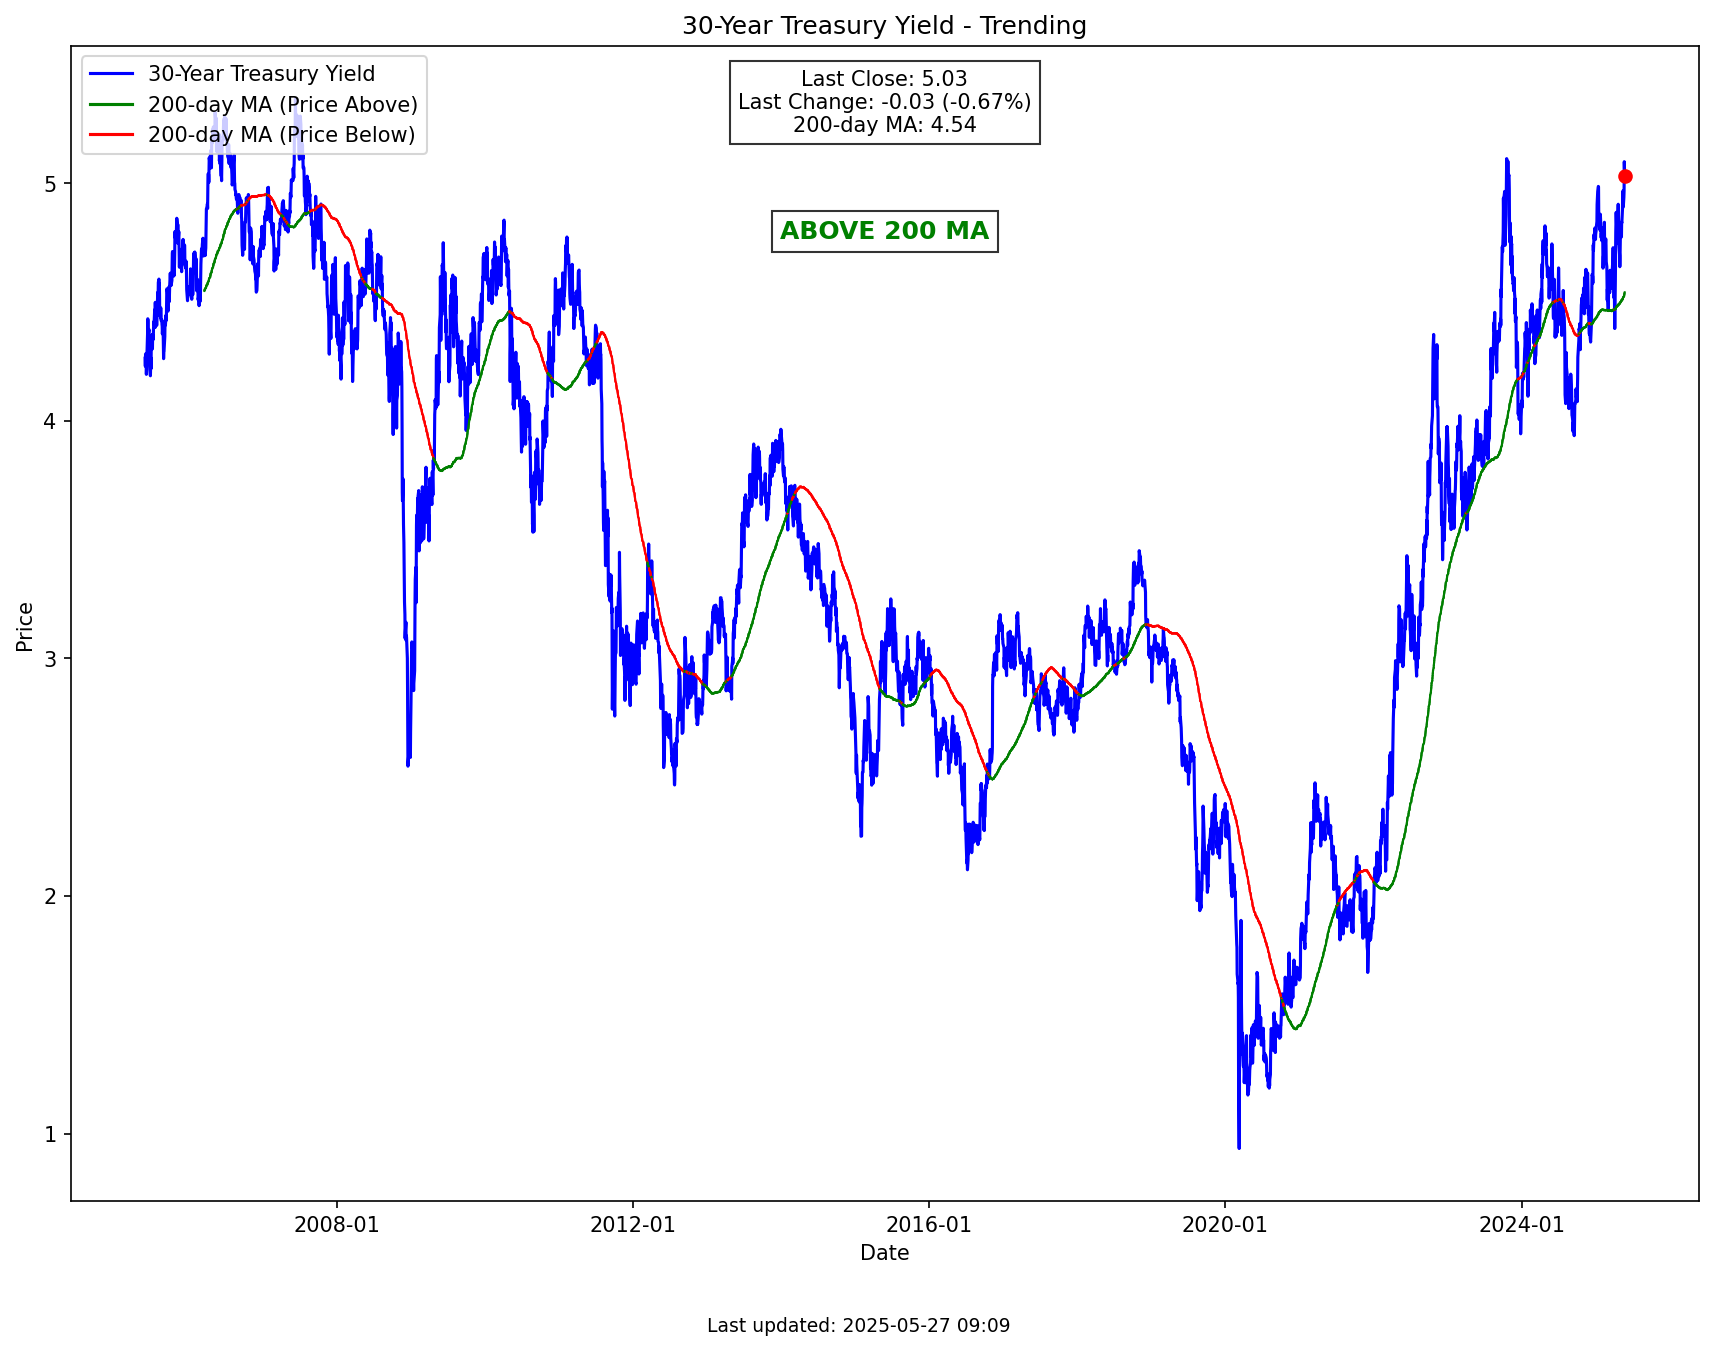 30-Year Treasury Yield - Trending
30-Year Treasury Yield
200-day MA (Price Above)
200-day MA (Price Below)
Last Close: 5.03
Last Change: -0.03 (-0.67%)
200-day MA: 4.54
ABOVE 200 MA
5
4
3
2
1
Price
2008-01
2012-01
2016-01
2020-01
2024-01
Date
Last updated: 2025-05-27 09:09